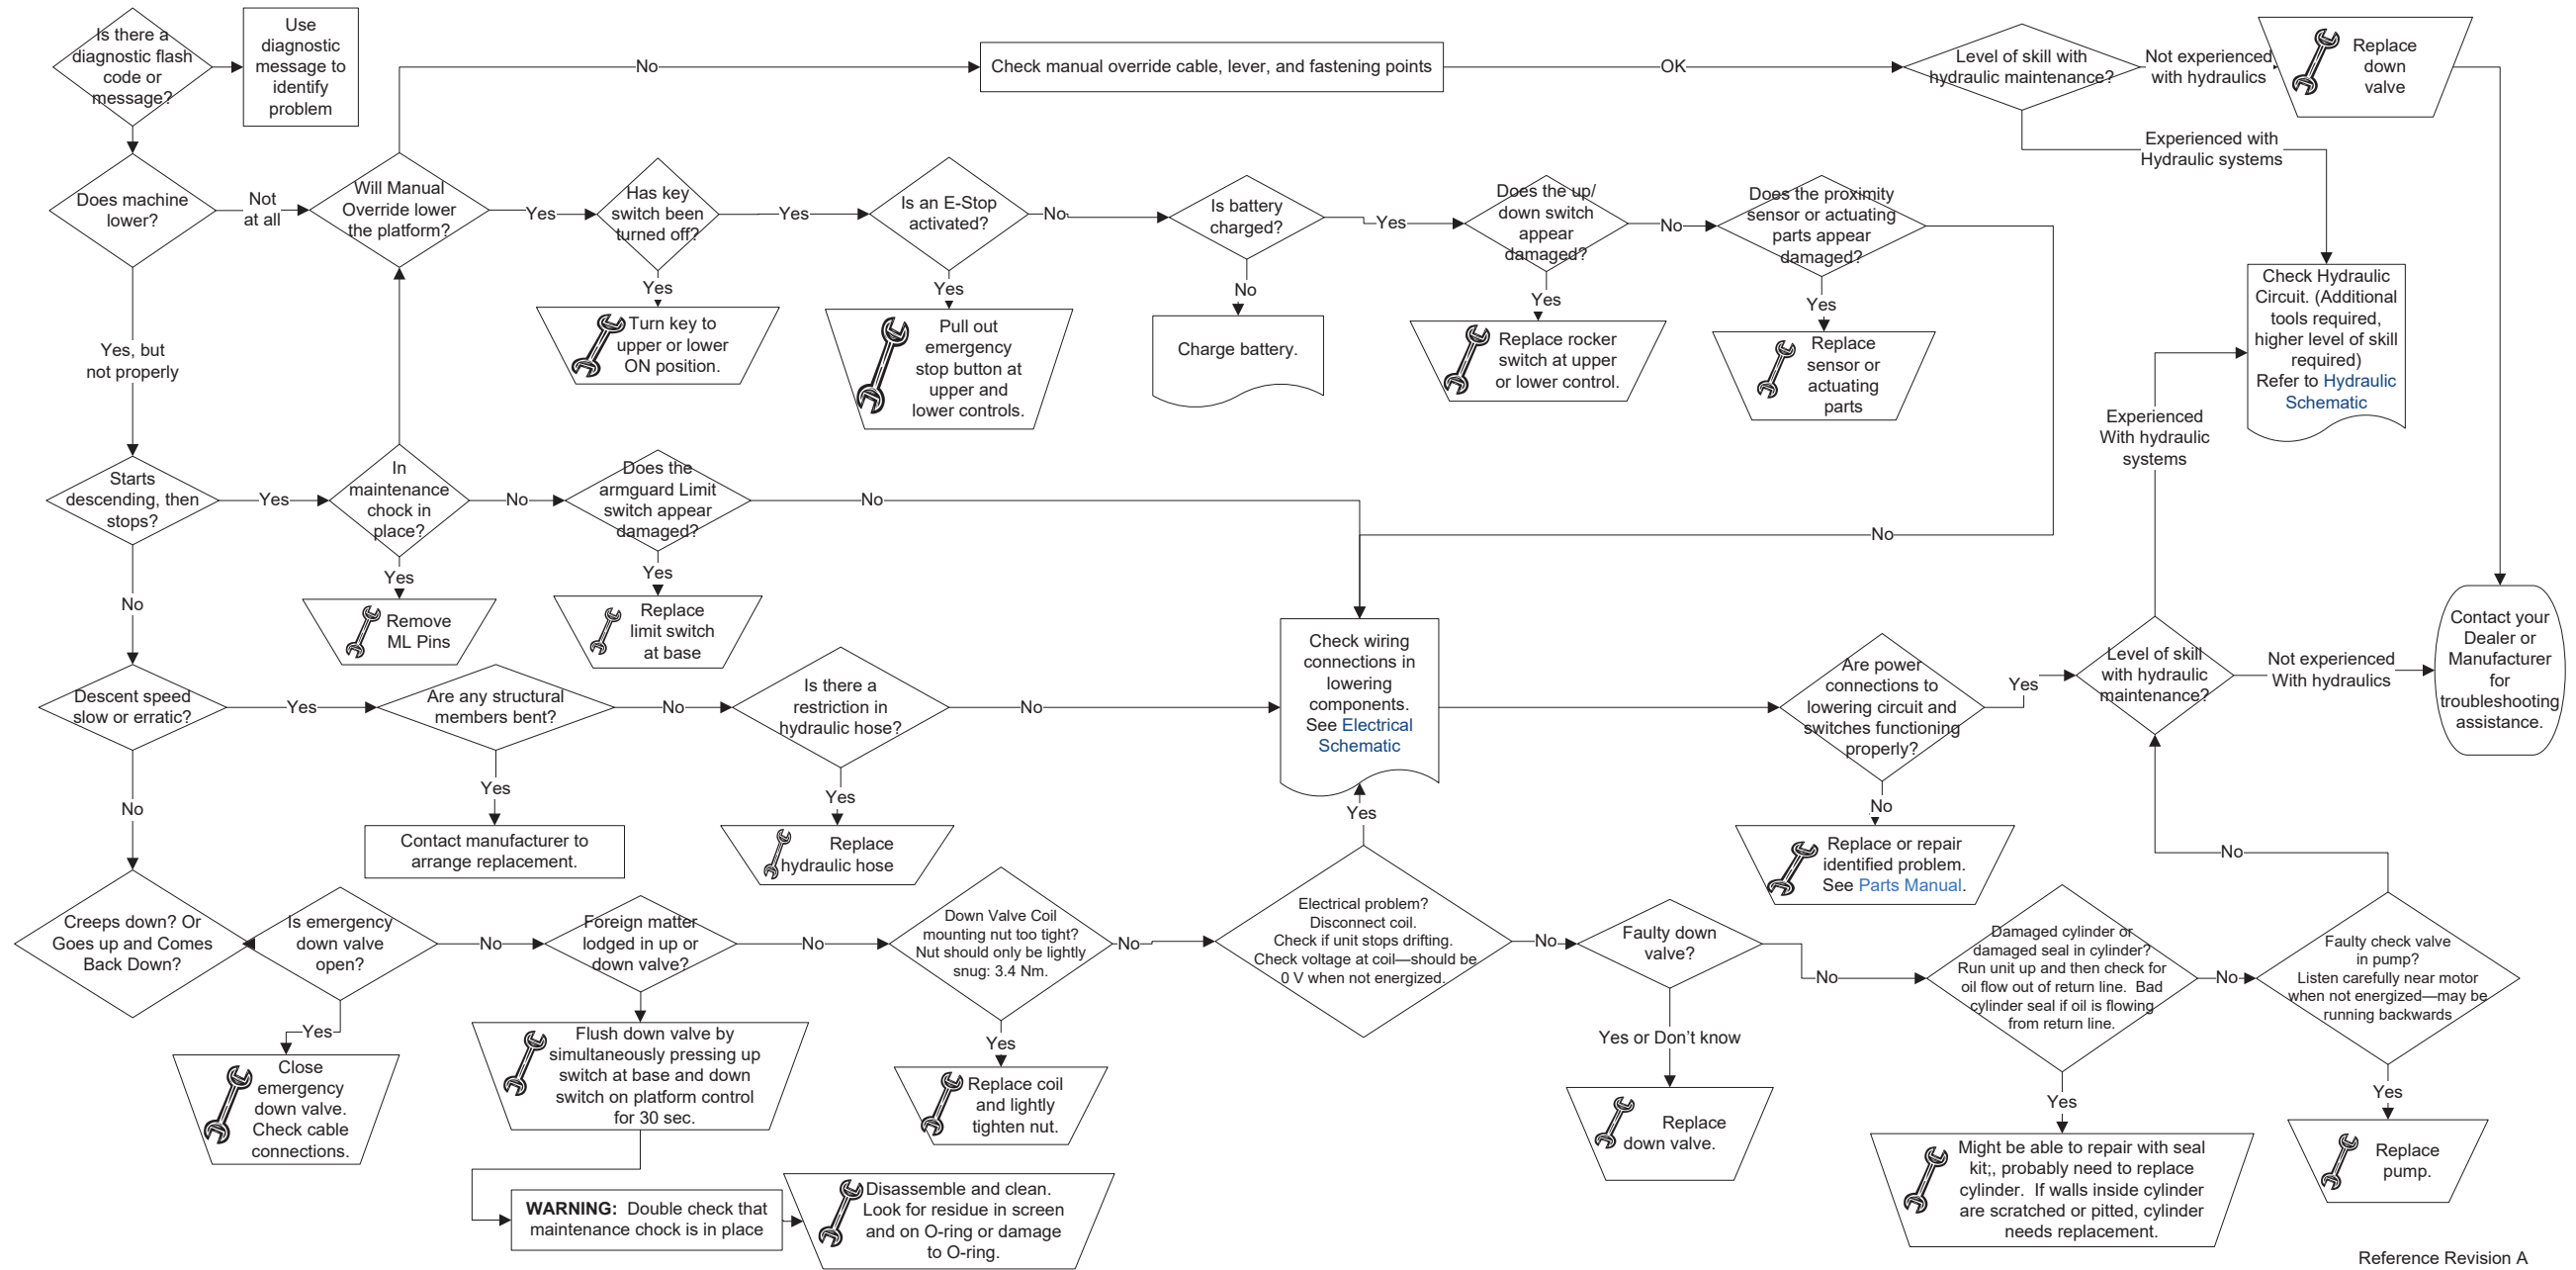 Is there a
diagnostic flash
code or
message?
Use
diagnostic
message to
identify
problem
No
Check manual override cable, lever, and fastening points
OK
Level of skill with
hydraulic maintenance?
Not experienced
with hydraulics
Replace
down
valve
Experienced with
Hydraulic systems
Does machine
lower?
Not
at all
Will Manual
Override lower
the platform?
Yes
Has key
switch been
turned off?
Yes
Is an E-Stop
activated?
No
Is battery
charged?
Yes
Does the up/
down switch
appear
damaged?
No
Does the proximity
sensor or actuating
parts appear
damaged?
Yes
Turn key to
upper or lower
ON position.
Yes
Pull out
emergency
stop button at
upper and
lower controls.
No
Charge battery.
Yes
Replace rocker
switch at upper
or lower control.
Yes
Replace
sensor or
actuating
parts
Check Hydraulic
Circuit. (Additional
tools required,
higher level of skill
required)
Refer to Hydraulic
Schematic
Yes, but
not properly
Experienced
With hydraulic
systems
Starts
descending, then
stops?
Yes
In
maintenance
chock in
place?
No
Does the
armguard Limit
switch appear
damaged?
No
No
Yes
Remove
ML Pins
Yes
Replace
limit switch
at base
No
Check wiring
connections in
lowering
components.
See Electrical
Schematic
Are power
connections to
lowering circuit and
switches functioning
properly?
Yes
Level of skill
with hydraulic
maintenance?
Not experienced
With hydraulics
Contact your
Dealer or
Manufacturer
for
troubleshooting
assistance.
Descent speed
slow or erratic?
Yes
Are any structural
members bent?
No
Is there a
restriction in
hydraulic hose?
No
Yes
Contact manufacturer to
arrange replacement.
Yes
Replace
hydraulic hose
Yes
No
Replace or repair
identified problem.
See Parts Manual.
No
No
Creeps down? Or
Goes up and Comes
Back Down?
Is emergency
down valve
open?
No
Foreign matter
lodged in up or
down valve?
No
Down Valve Coil
mounting nut too tight?
Nut should only be lightly
snug: 3.4 Nm.
No
Electrical problem?
Disconnect coil.
Check if unit stops drifting.
Check voltage at coil—should be
0 V when not energized.
No
Faulty down
valve?
No
Damaged cylinder or
damaged seal in cylinder?
Run unit up and then check for
oil flow out of return line. Bad
cylinder seal if oil is flowing
from return line.
No
Faulty check valve
in pump?
Listen carefully near motor
when not energized—may be
running backwards
Yes
Close
emergency
down valve.
Check cable
connections.
Flush down valve by
simultaneously pressing up
switch at base and down
switch on platform control
for 30 sec.
Yes
Replace coil
and lightly
tighten nut.
Yes or Don't know
Replace
down valve.
Yes
Might be able to repair with seal
kit;, probably need to replace
cylinder. If walls inside cylinder
are scratched or pitted, cylinder
needs replacement.
Yes
Replace
pump.
WARNING: Double check that
maintenance chock is in place
Disassemble and clean.
Look for residue in screen
and on O-ring or damage
to O-ring.
Reference Revision A